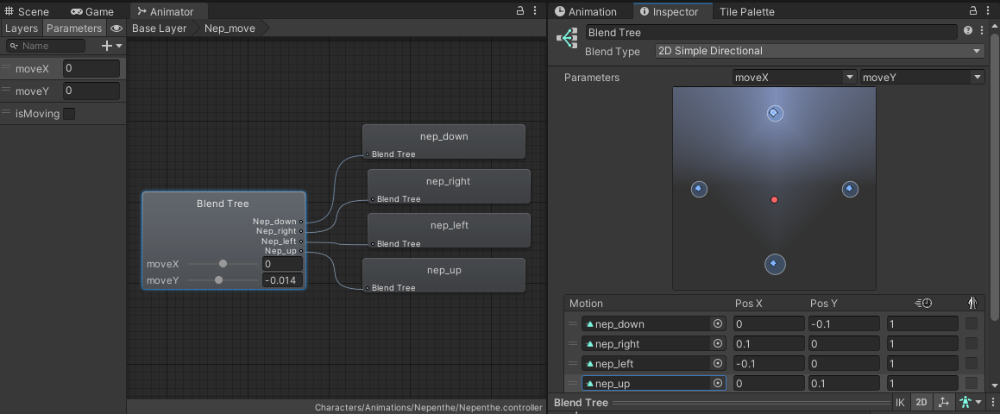 Scene Game Animator
Layers Parameters
Base Layer Nep_move
Name
moveX 0
moveY 0
isMoving
nep_down
Blend Tree
nep_right
Blend Tree
nep_left
Blend Tree
nep_up
Blend Tree
Blend Tree
Nep_down
Nep_right
Nep_left
Nep_up
moveX 0
moveY -0.014
Characters/Animations/Nepenthe/Nepenthe.controller
Animation Inspector Tile Palette
Blend Tree
Blend Type 2D Simple Directional
Parameters moveX moveY
Motion Pos X Pos Y
nep_down 0 -0.1 1
nep_right 0.1 0 1
nep_left -0.1 0 1
nep_up 0 0.1 1
Blend Tree IK 2D